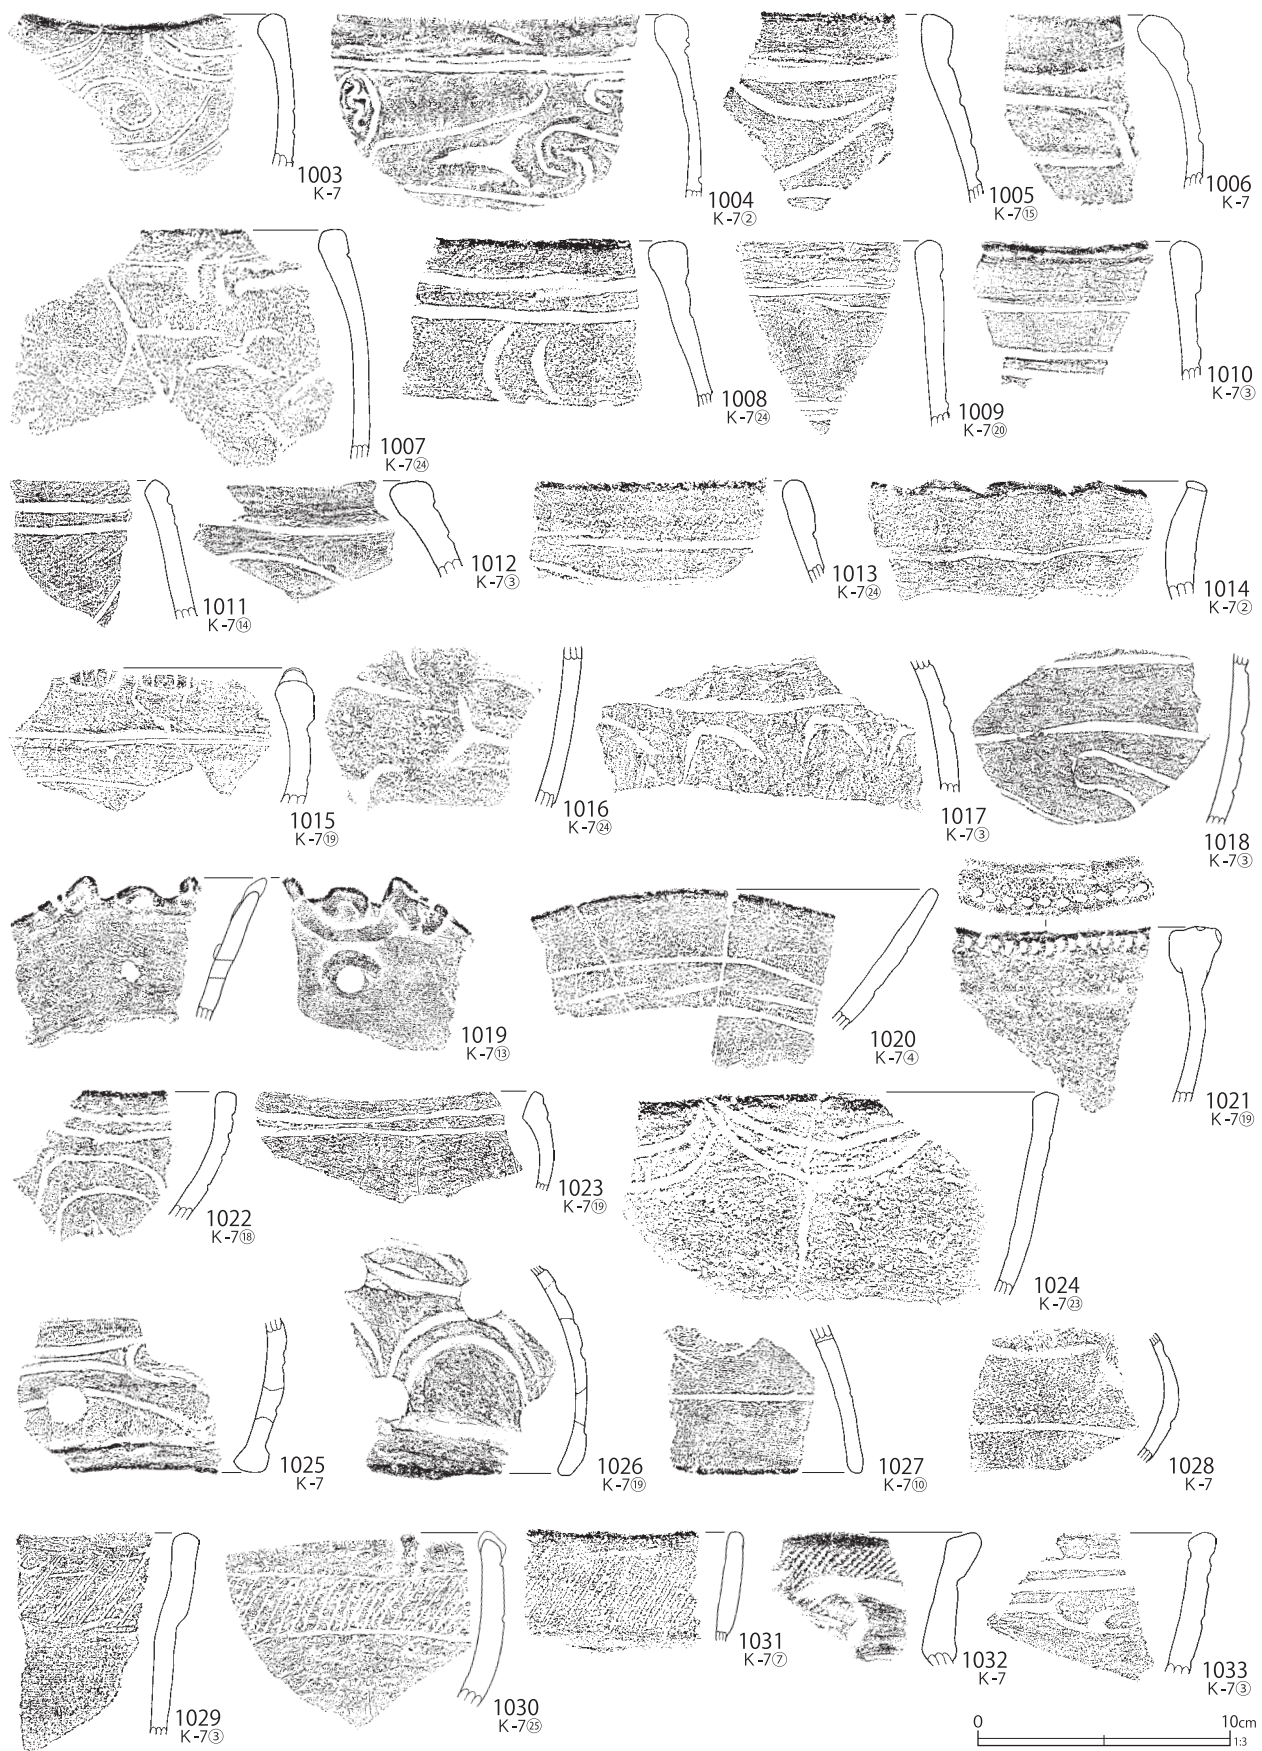 1003
K-7
1004
K-7②
1005
K-7⑮
1006
K-7
1007
K-7㉔
1008
K-7㉔
1009
K-7⑳
1010
K-7③
1011
K-7⑭
1012
K-7③
1013
K-7㉔
1014
K-7②
1015
K-7⑲
1016
K-7㉔
1017
K-7③
1018
K-7③
1019
K-7⑬
1020
K-7④
1021
K-7⑲
1022
K-7⑱
1023
K-7⑲
1024
K-7㉓
1025
K-7
1026
K-7⑲
1027
K-7⑩
1028
K-7
1029
K-7③
1030
K-7㉕
1031
K-7⑦
1032
K-7
1033
K-7③
0 10cm
1:3